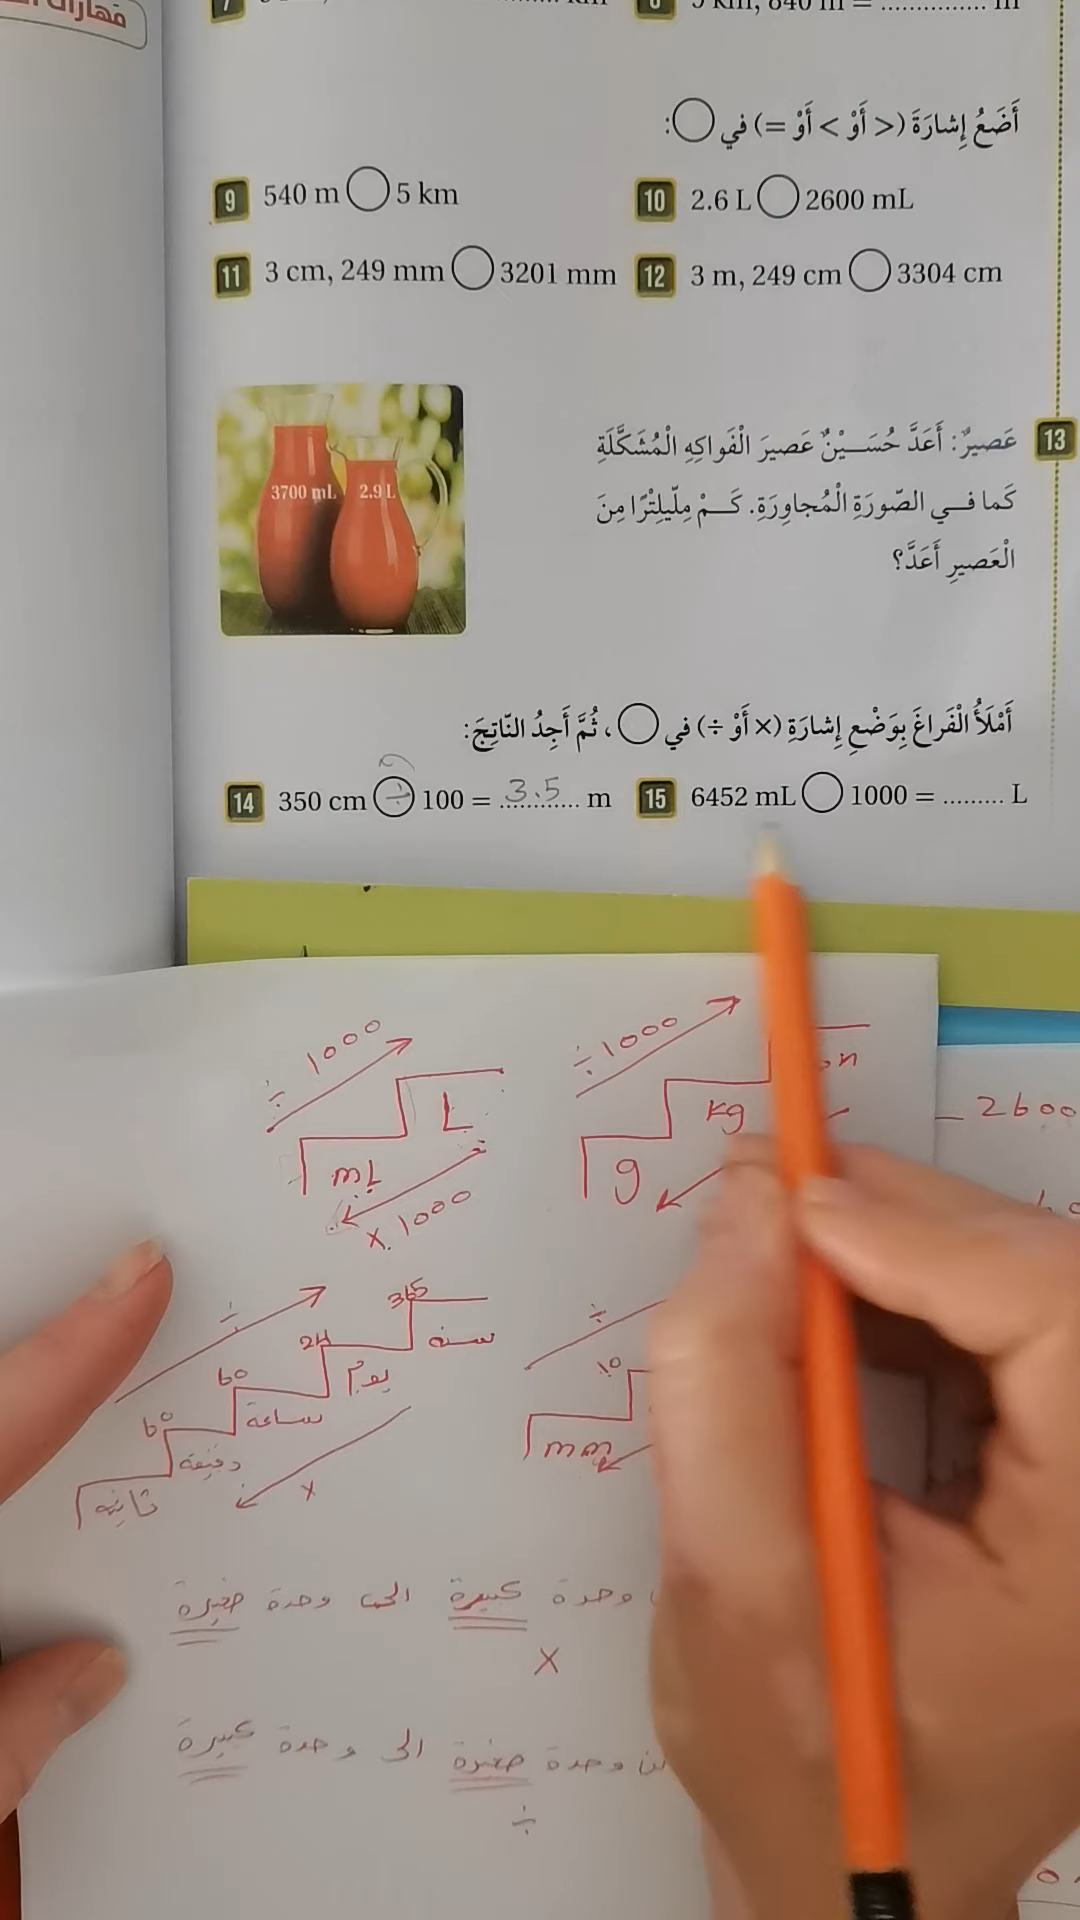 أَضَعُ إِشارَةَ (< أَوْ > أَوْ =) في ◯:
9 540 m ◯ 5 km
10 2.6 L ◯ 2600 mL
11 3 cm, 249 mm ◯ 3201 mm
12 3 m, 249 cm ◯ 3304 cm
13 عَصيرٌ: أَعَدَّ حُسَيْنٌ عَصيرَ الْفَواكِهِ الْمُشَكَّلَةِ
كَما في الصّورَةِ الْمُجاوِرَةِ. كَمْ مِلّيلِتْرًا مِنَ
الْعَصيرِ أَعَدَّ؟
3700 mL 2.9 L
أَمْلَأُ الْفَراغَ بِوَضْعِ إِشارَةِ (× أَوْ ÷) في ◯، ثُمَّ أَجِدُ النّاتِجَ:
14 350 cm ÷ 100 = 3.5 m
15 6452 mL ◯ 1000 = ......... L
÷ 1000
L
mL
× 1000
÷ 1000
kg
g
2600
÷
365
24
60
60
سنة
يوم
ساعة
دقيقة
ثانية
×
÷
10
mm
وحدة كبيرة الى وحدة صغيرة
×
من وحدة صغيرة الى وحدة كبيرة
÷